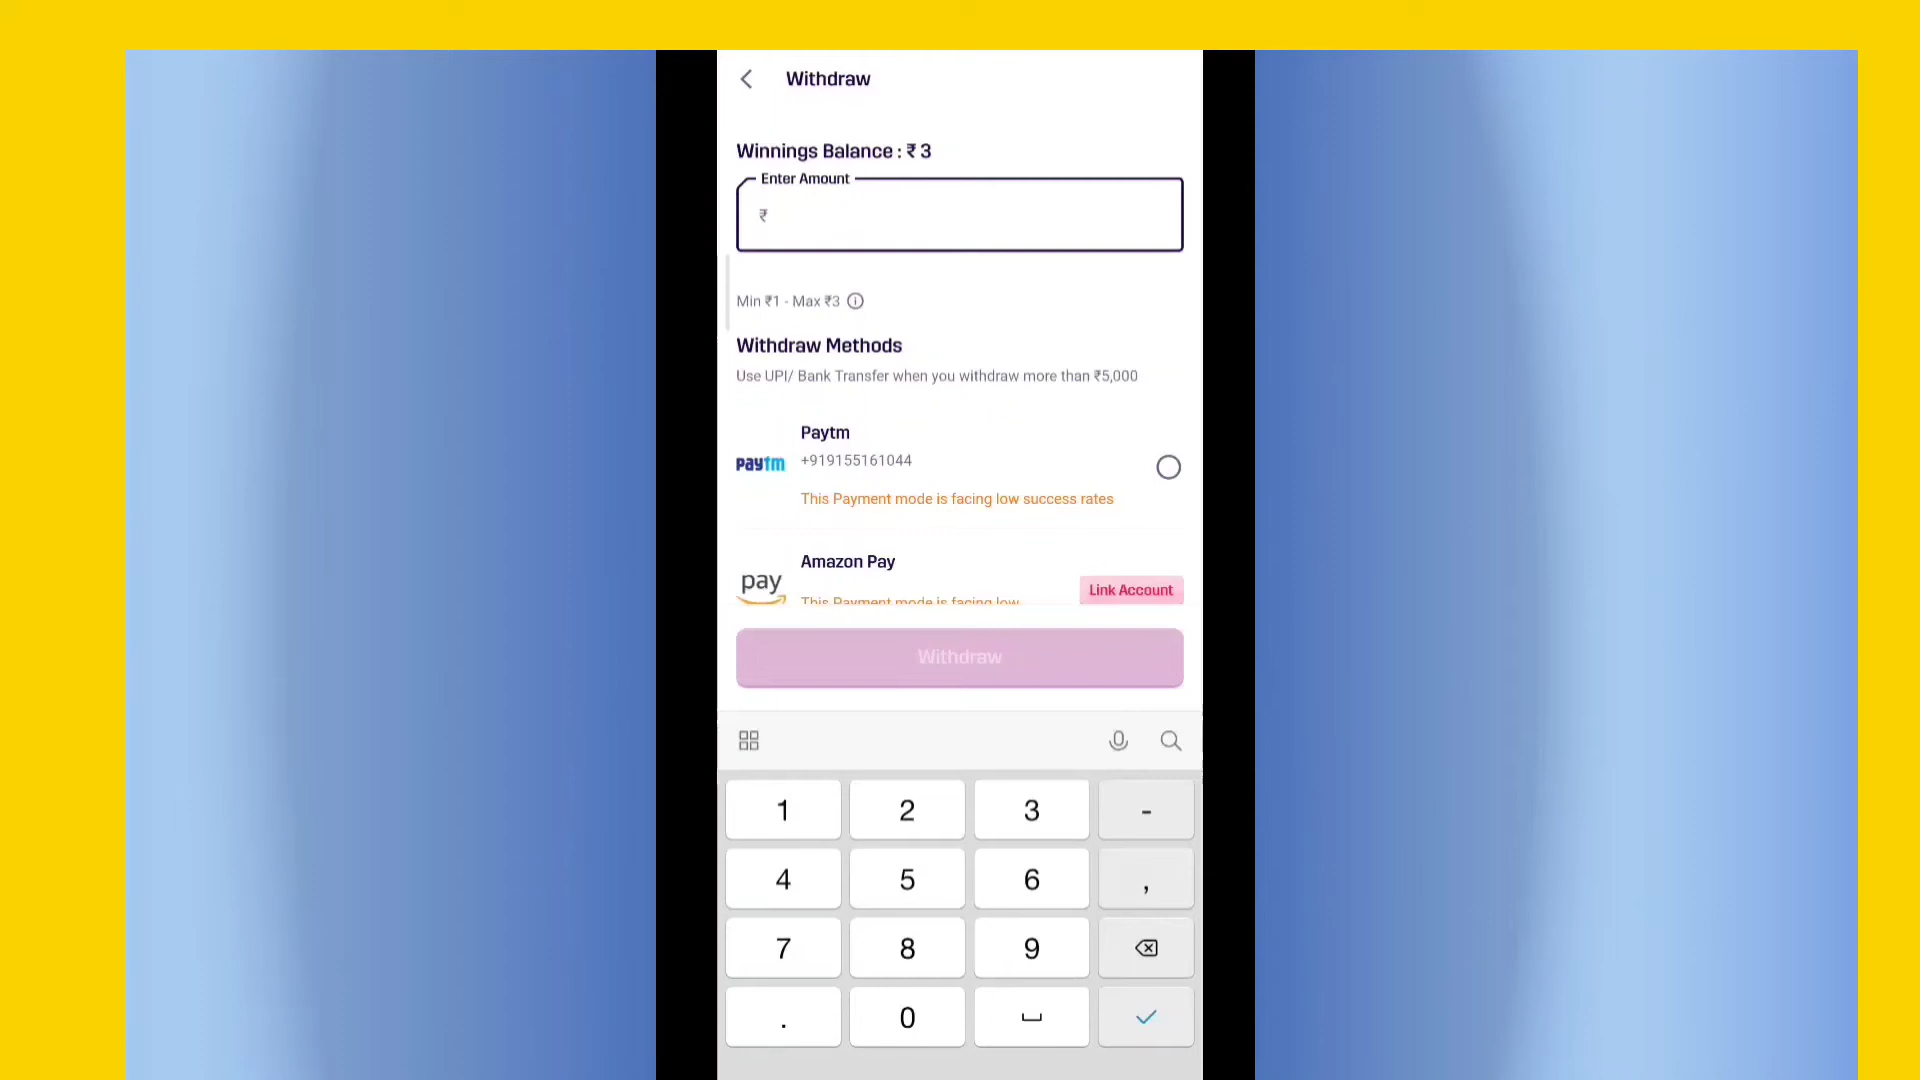 Withdraw
Winnings Balance : ₹ 3
Enter Amount
₹
Min ₹1 - Max ₹3
Withdraw Methods
Use UPI/ Bank Transfer when you withdraw more than ₹5,000
Paytm
paytm
+919155161044
This Payment mode is facing low success rates
Amazon Pay
pay
Link Account
This Payment mode is facing low
Withdraw
1 2 3 -
4 5 6 ,
7 8 9
. 0